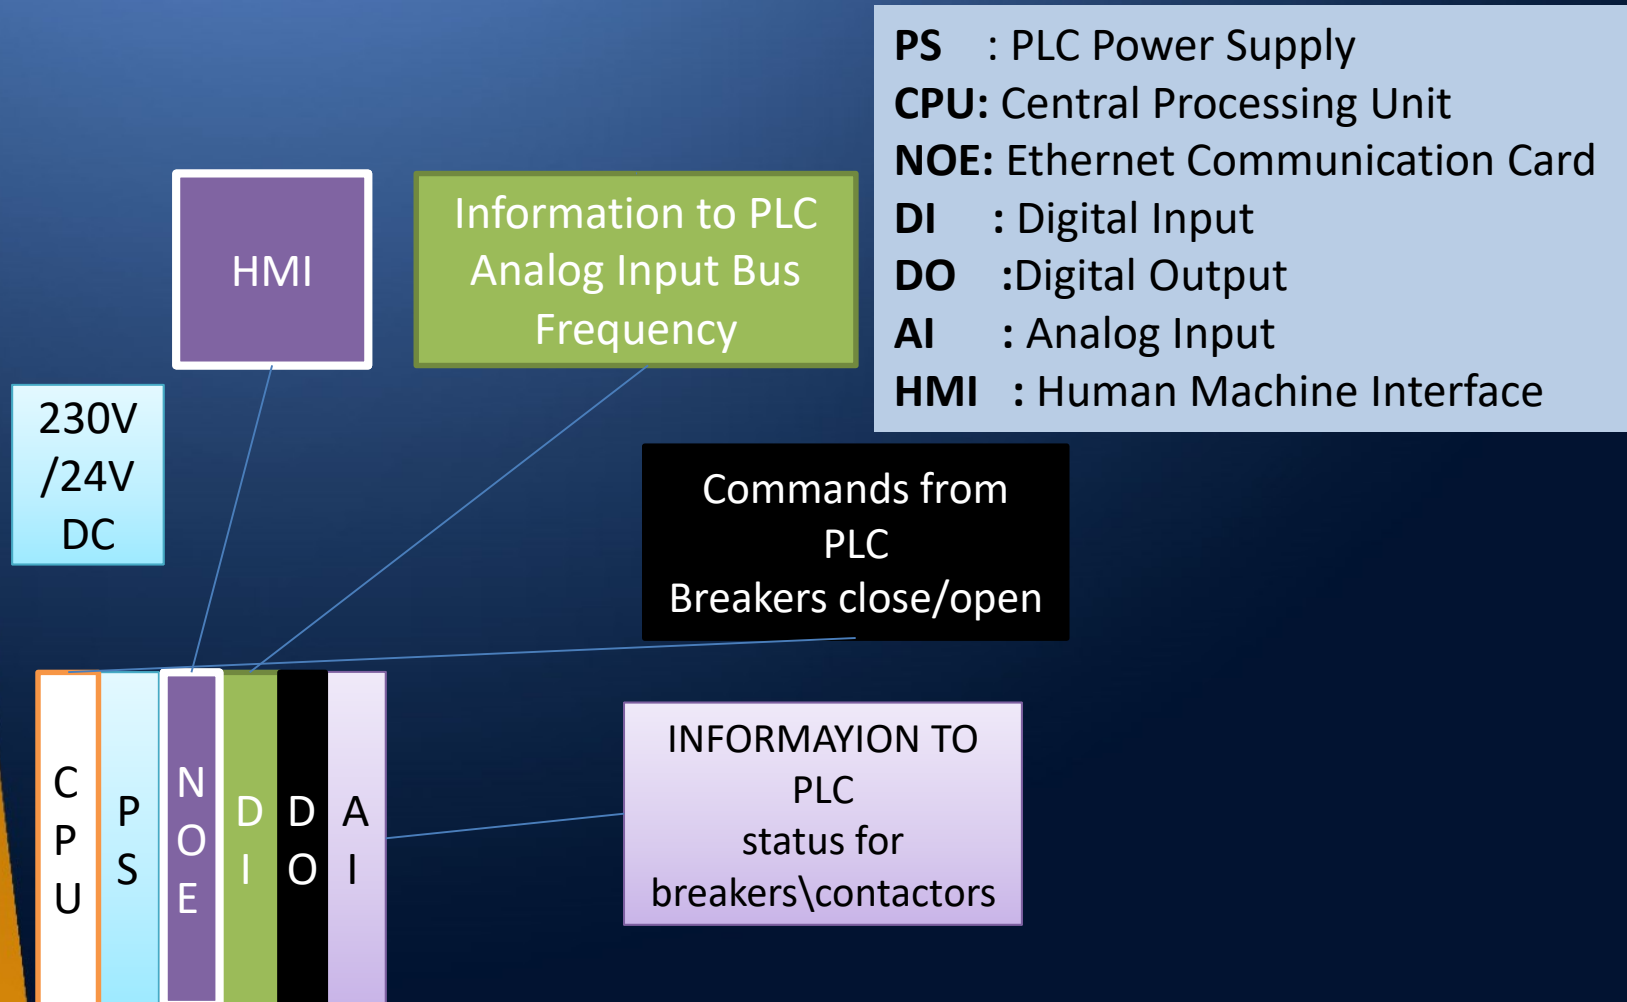 PS : PLC Power Supply
CPU: Central Processing Unit
NOE: Ethernet Communication Card
DI : Digital Input
DO :Digital Output
AI : Analog Input
HMI : Human Machine Interface
HMI
Information to PLC
Analog Input Bus
Frequency
230V
/24V
DC
Commands from
PLC
Breakers close/open
INFORMAYION TO
PLC
status for
breakers\contactors
C
P
U
P
S
N
O
E
D
I
D
O
A
I